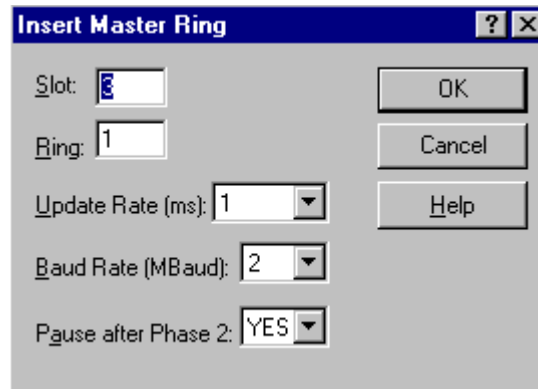 Insert Master Ring
Slot: 3
OK
Ring: 1
Cancel
Update Rate (ms): 1
Help
Baud Rate (MBaud): 2
Pause after Phase 2: YES